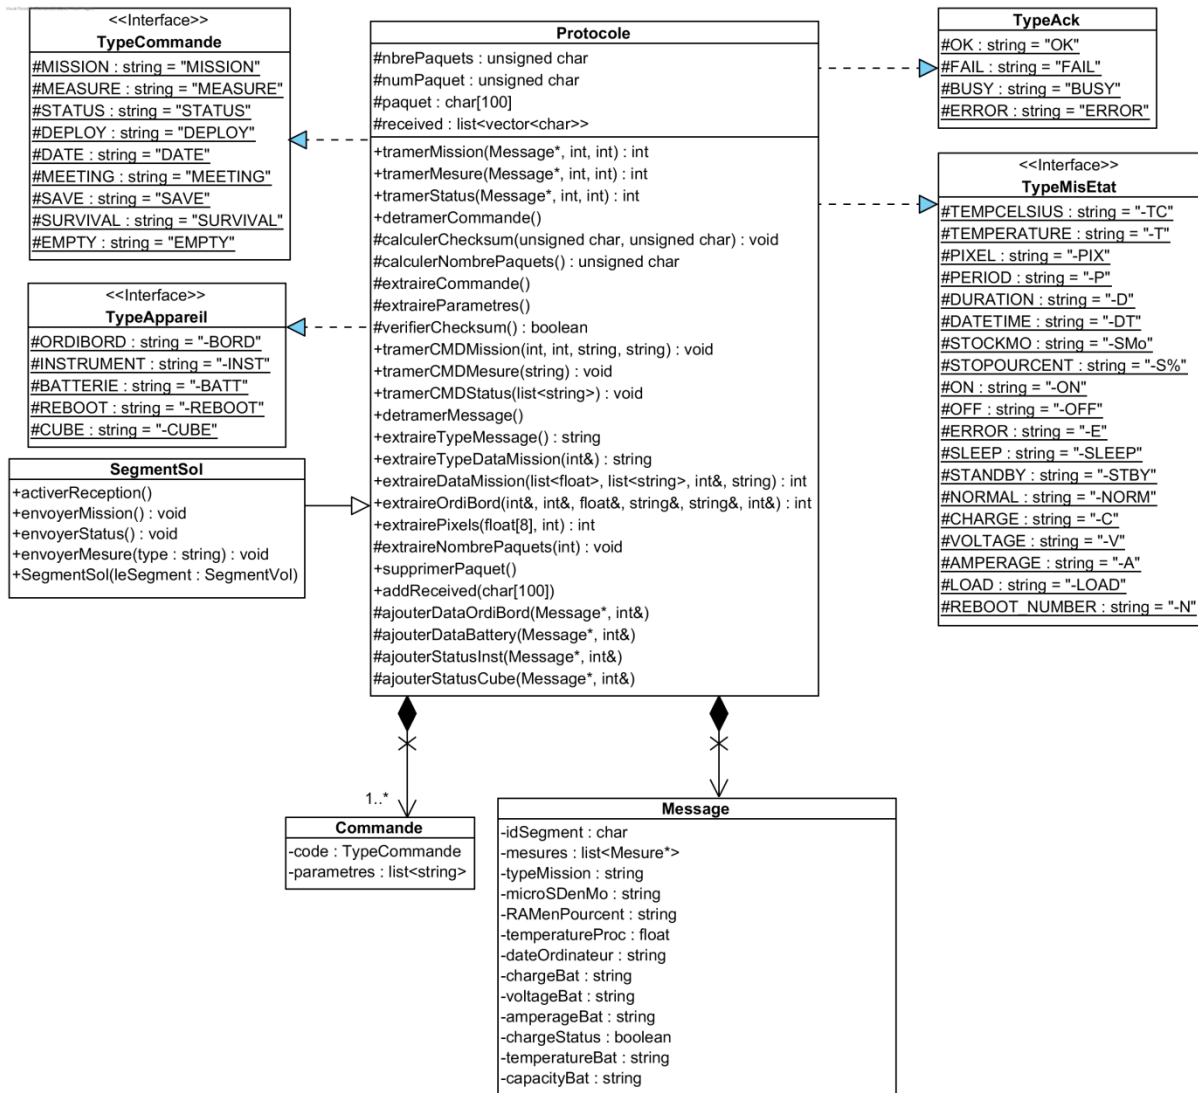 <<Interface>>
TypeCommande
#MISSION : string = "MISSION"
#MEASURE : string = "MEASURE"
#STATUS : string = "STATUS"
#DEPLOY : string = "DEPLOY"
#DATE : string = "DATE"
#MEETING : string = "MEETING"
#SAVE : string = "SAVE"
#SURVIVAL : string = "SURVIVAL"
#EMPTY : string = "EMPTY"
<<Interface>>
TypeAppareil
#ORDIBORD : string = "-BORD"
#INSTRUMENT : string = "-INST"
#BATTERIE : string = "-BATT"
#REBOOT : string = "-REBOOT"
#CUBE : string = "-CUBE"
SegmentSol
+activerReception()
+envoyerMission() : void
+envoyerStatus() : void
+envoyerMesure(type : string) : void
+SegmentSol(leSegment : SegmentVol)
Protocole
#nbrePaquets : unsigned char
#numPaquet : unsigned char
#paquet : char[100]
#received : list<vector<char>>
+tramerMission(Message*, int, int) : int
+tramerMesure(Message*, int, int) : int
+tramerStatus(Message*, int, int) : int
+detramerCommande()
#calculerChecksum(unsigned char, unsigned char) : void
#calculerNombrePaquets() : unsigned char
#extraireCommande()
#extraireParametres()
#verifierChecksum() : boolean
+tramerCMDMission(int, int, string, string) : void
+tramerCMDMesure(string) : void
+tramerCMDStatus(list<string>) : void
+detramerMessage()
+extraireTypeMessage() : string
+extraireTypeDataMission(int&) : string
+extraireDataMission(list<float>, list<string>, int&, string) : int
+extraireOrdiBord(int&, int&, float&, string&, string&, int&) : int
+extrairePixels(float[8], int) : int
#extraireNombrePaquets(int) : void
+supprimerPaquet()
+addReceived(char[100])
#ajouterDataOrdiBord(Message*, int&)
#ajouterDataBattery(Message*, int&)
#ajouterStatusInst(Message*, int&)
#ajouterStatusCube(Message*, int&)
TypeAck
#OK : string = "OK"
#FAIL : string = "FAIL"
#BUSY : string = "BUSY"
#ERROR : string = "ERROR"
<<Interface>>
TypeMisEtat
#TEMPCELSIUS : string = "-TC"
#TEMPERATURE : string = "-T"
#PIXEL : string = "-PIX"
#PERIOD : string = "-P"
#DURATION : string = "-D"
#DATETIME : string = "-DT"
#STOCKMO : string = "-SMo"
#STOPOURCENT : string = "-S%"
#ON : string = "-ON"
#OFF : string = "-OFF"
#ERROR : string = "-E"
#SLEEP : string = "-SLEEP"
#STANDBY : string = "-STBY"
#NORMAL : string = "-NORM"
#CHARGE : string = "-C"
#VOLTAGE : string = "-V"
#AMPERAGE : string = "-A"
#LOAD : string = "-LOAD"
#REBOOT_NUMBER : string = "-N"
1..*
Commande
-code : TypeCommande
-parametres : list<string>
Message
-idSegment : char
-mesures : list<Mesure*>
-typeMission : string
-microSDenMo : string
-RAMenPourcent : string
-temperatureProc : float
-dateOrdinateur : string
-chargeBat : string
-voltageBat : string
-amperageBat : string
-chargeStatus : boolean
-temperatureBat : string
-capacityBat : string